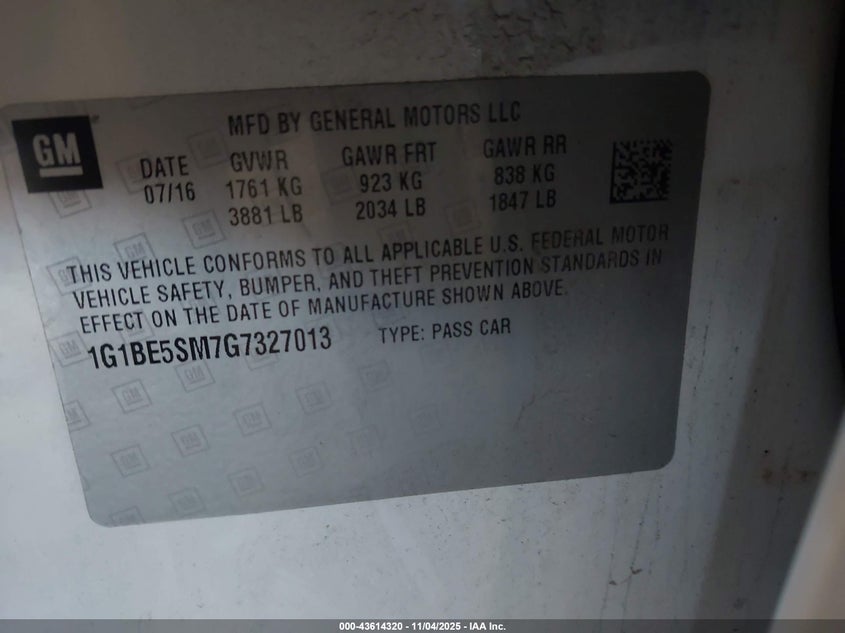 GM
MFD BY GENERAL MOTORS LLC
DATE GVWR GAWR FRT GAWR RR
07/16 1761 KG 923 KG 838 KG
3881 LB 2034 LB 1847 LB
THIS VEHICLE CONFORMS TO ALL APPLICABLE U.S. FEDERAL MOTOR
VEHICLE SAFETY, BUMPER, AND THEFT PREVENTION STANDARDS IN
EFFECT ON THE DATE OF MANUFACTURE SHOWN ABOVE.
1G1BE5SM7G7327013 TYPE: PASS CAR
000-43614320 - 11/04/2025 - IAA Inc.